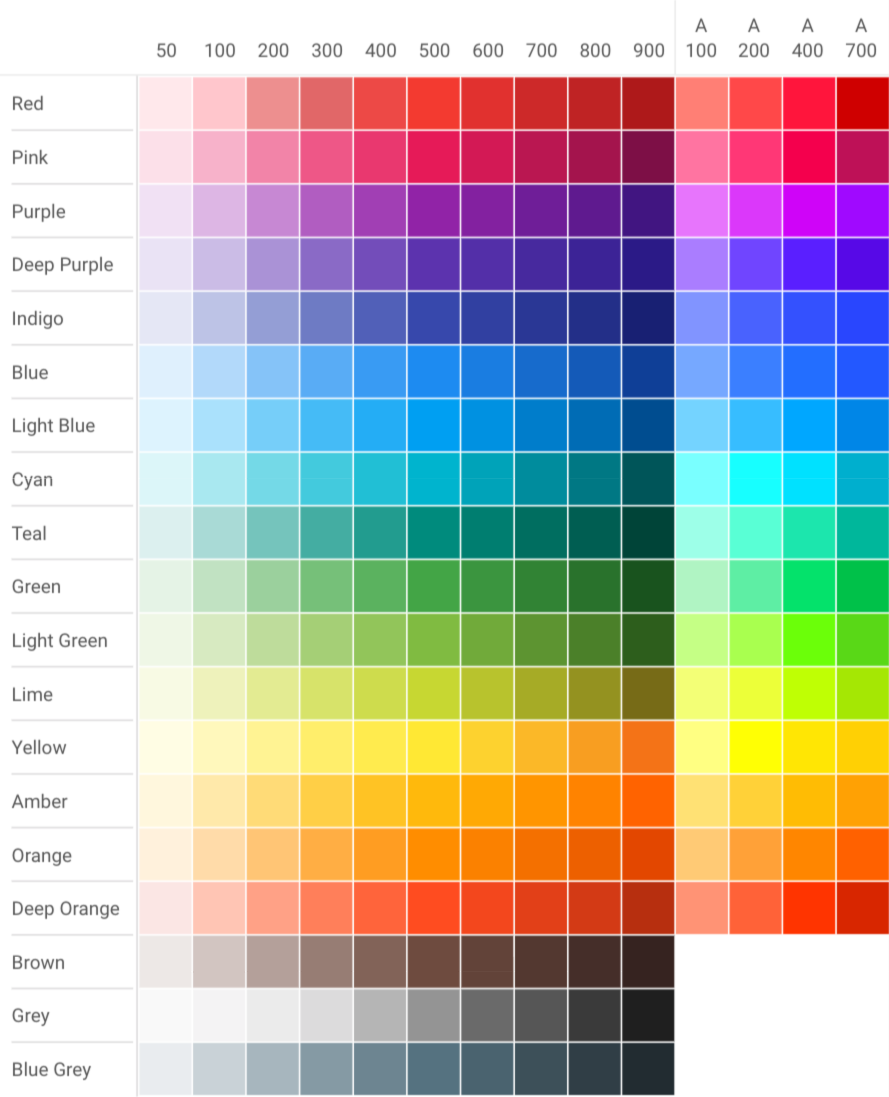 A A A A
50 100 200 300 400 500 600 700 800 900 100 200 400 700
Red
Pink
Purple
Deep Purple
Indigo
Blue
Light Blue
Cyan
Teal
Green
Light Green
Lime
Yellow
Amber
Orange
Deep Orange
Brown
Grey
Blue Grey